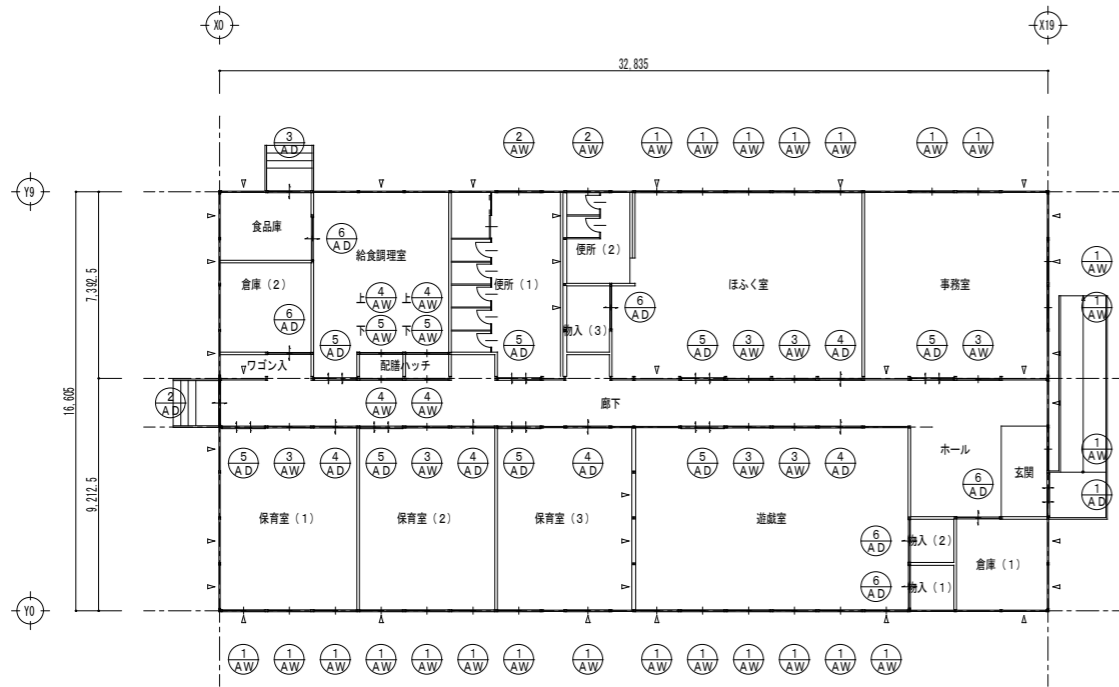 X0
X19
32,835
3
AD
2
AW
2
AW
1
AW
1
AW
1
AW
1
AW
1
AW
1
AW
1
AW
Y9
食品庫
6
AD
給食調理室
便所（2）
便所（1）
ほふく室
事務室
1
AW
倉庫（2）
上
4
AW
上
4
AW
6
AD
物入（3）
1
AW
7,392.5
6
AD
下
5
AW
下
5
AW
5
AD
5
AD
5
AD
3
AW
3
AW
4
AD
5
AD
3
AW
ワゴン入
配膳ハッチ
16,605
2
AD
4
AW
4
AW
廊下
5
AD
3
AW
4
AD
5
AD
3
AW
4
AD
5
AD
4
AD
5
AD
3
AW
3
AW
4
AD
ホール
1
AW
玄関
6
AD
1
AD
9,212.5
保育室（1）
保育室（2）
保育室（3）
遊戯室
6
AD
物入（2）
倉庫（1）
6
AD
物入（1）
Y0
1
AW
1
AW
1
AW
1
AW
1
AW
1
AW
1
AW
1
AW
1
AW
1
AW
1
AW
1
AW
1
AW
1
AW